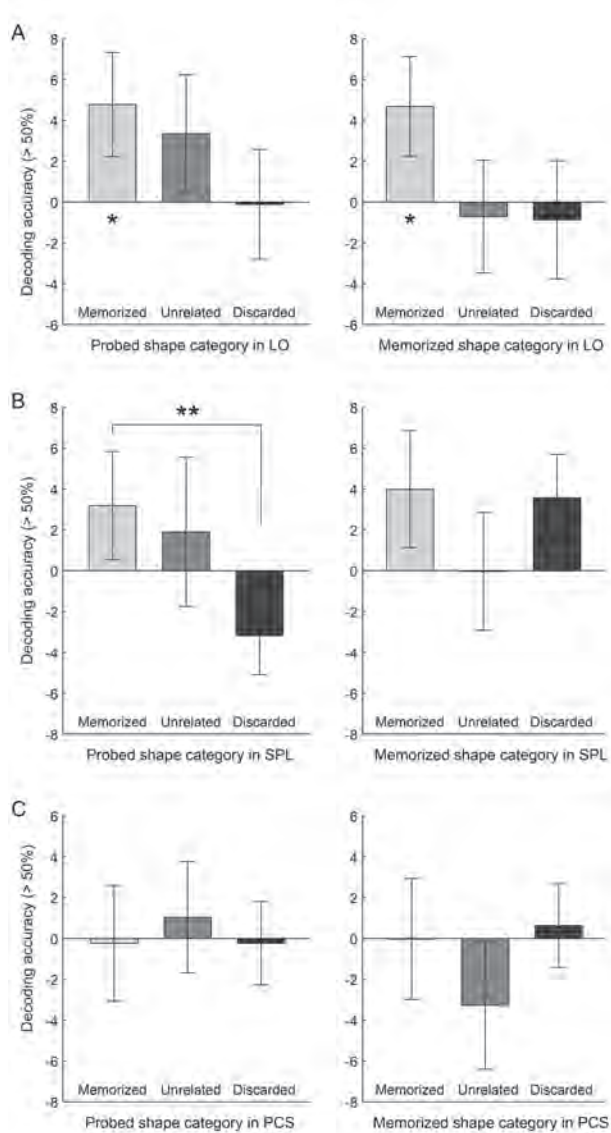 A
Decoding accuracy (> 50%)
8
6
4
2
0
-2
-4
-6
*
Memorized Unrelated Discarded
Probed shape category in LO
8
6
4
2
0
-2
-4
-6
*
Memorized Unrelated Discarded
Memorized shape category in LO
B
Decoding accuracy (> 50%)
8
6
4
2
0
-2
-4
-6
-8
**
Memorized Unrelated Discarded
Probed shape category in SPL
8
6
4
2
0
-2
-4
-6
-8
Memorized Unrelated Discarded
Memorized shape category in SPL
C
Decoding accuracy (> 50%)
6
4
2
0
-2
-4
-6
-8
Memorized Unrelated Discarded
Probed shape category in PCS
6
4
2
0
-2
-4
-6
-8
Memorized Unrelated Discarded
Memorized shape category in PCS